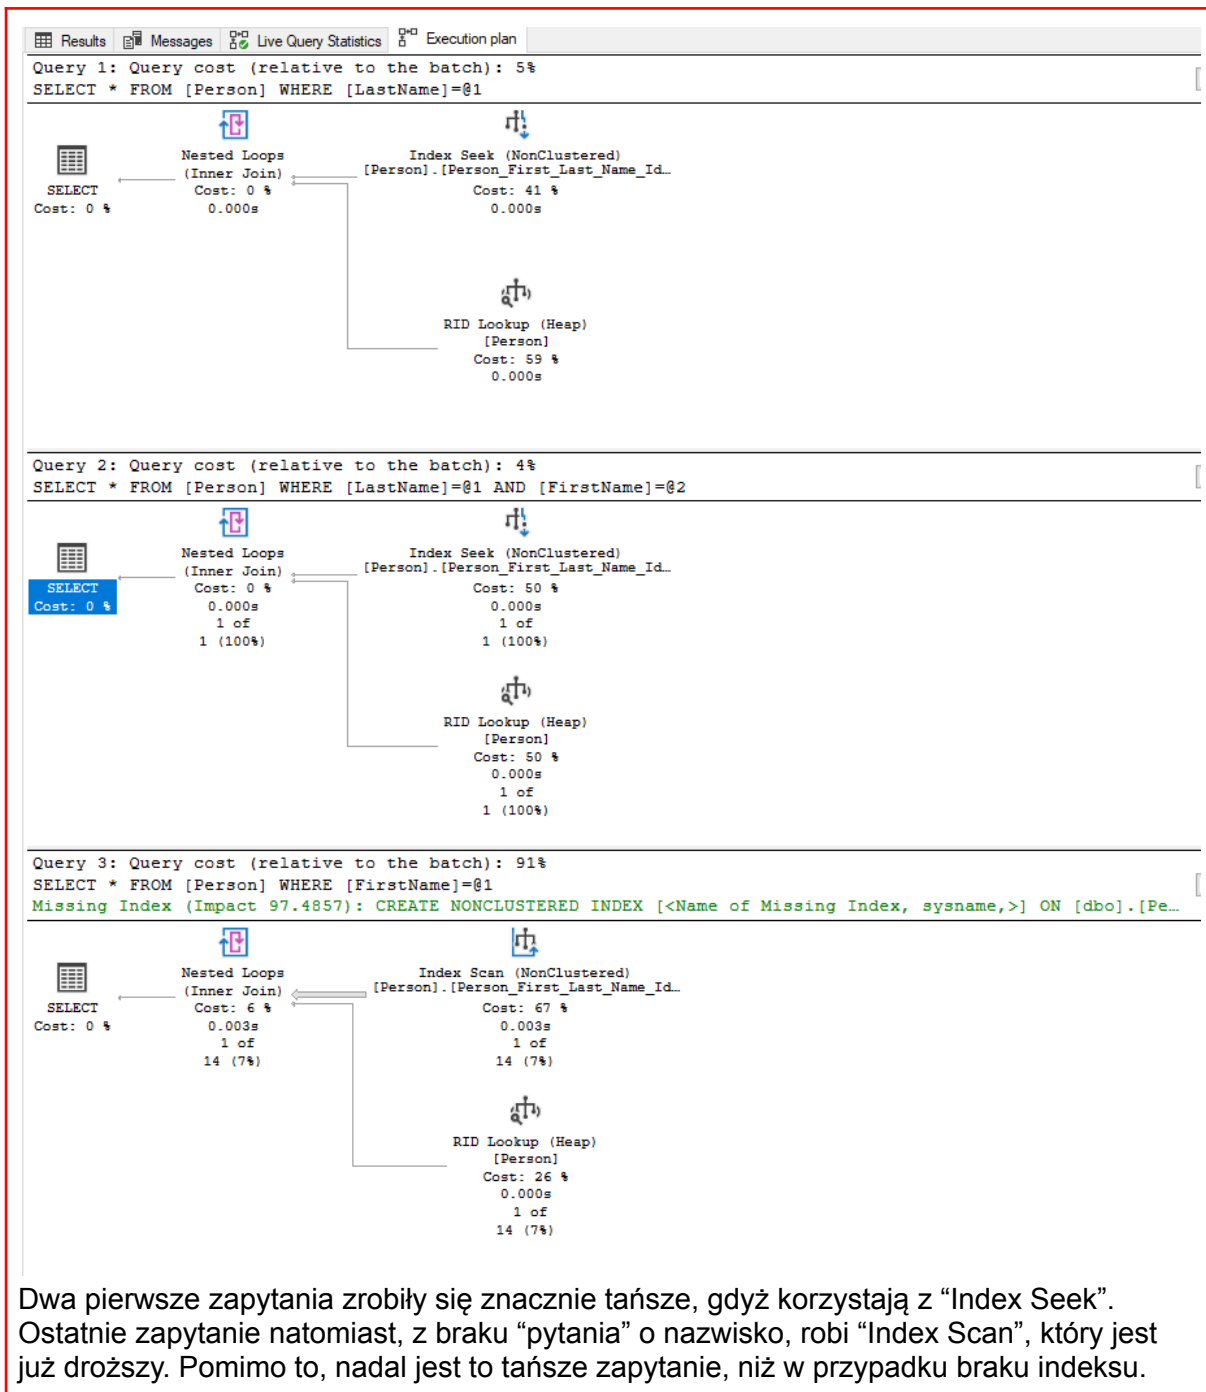 Results Messages Live Query Statistics Execution plan
Query 1: Query cost (relative to the batch): 5%
SELECT * FROM [Person] WHERE [LastName]=@1
SELECT
Cost: 0 %
Nested Loops
(Inner Join)
Cost: 0 %
0.000s
Index Seek (NonClustered)
[Person].[Person_First_Last_Name_Id…
Cost: 41 %
0.000s
RID Lookup (Heap)
[Person]
Cost: 59 %
0.000s
Query 2: Query cost (relative to the batch): 4%
SELECT * FROM [Person] WHERE [LastName]=@1 AND [FirstName]=@2
SELECT
Cost: 0 %
Nested Loops
(Inner Join)
Cost: 0 %
0.000s
1 of
1 (100%)
Index Seek (NonClustered)
[Person].[Person_First_Last_Name_Id…
Cost: 50 %
0.000s
1 of
1 (100%)
RID Lookup (Heap)
[Person]
Cost: 50 %
0.000s
1 of
1 (100%)
Query 3: Query cost (relative to the batch): 91%
SELECT * FROM [Person] WHERE [FirstName]=@1
Missing Index (Impact 97.4857): CREATE NONCLUSTERED INDEX [<Name of Missing Index, sysname,>] ON [dbo].[Pe…
SELECT
Cost: 0 %
Nested Loops
(Inner Join)
Cost: 6 %
0.003s
1 of
14 (7%)
Index Scan (NonClustered)
[Person].[Person_First_Last_Name_Id…
Cost: 67 %
0.003s
1 of
14 (7%)
RID Lookup (Heap)
[Person]
Cost: 26 %
0.000s
1 of
14 (7%)
Dwa pierwsze zapytania zrobiły się znacznie tańsze, gdyż korzystają z “Index Seek”.
Ostatnie zapytanie natomiast, z braku “pytania” o nazwisko, robi “Index Scan”, który jest
już droższy. Pomimo to, nadal jest to tańsze zapytanie, niż w przypadku braku indeksu.